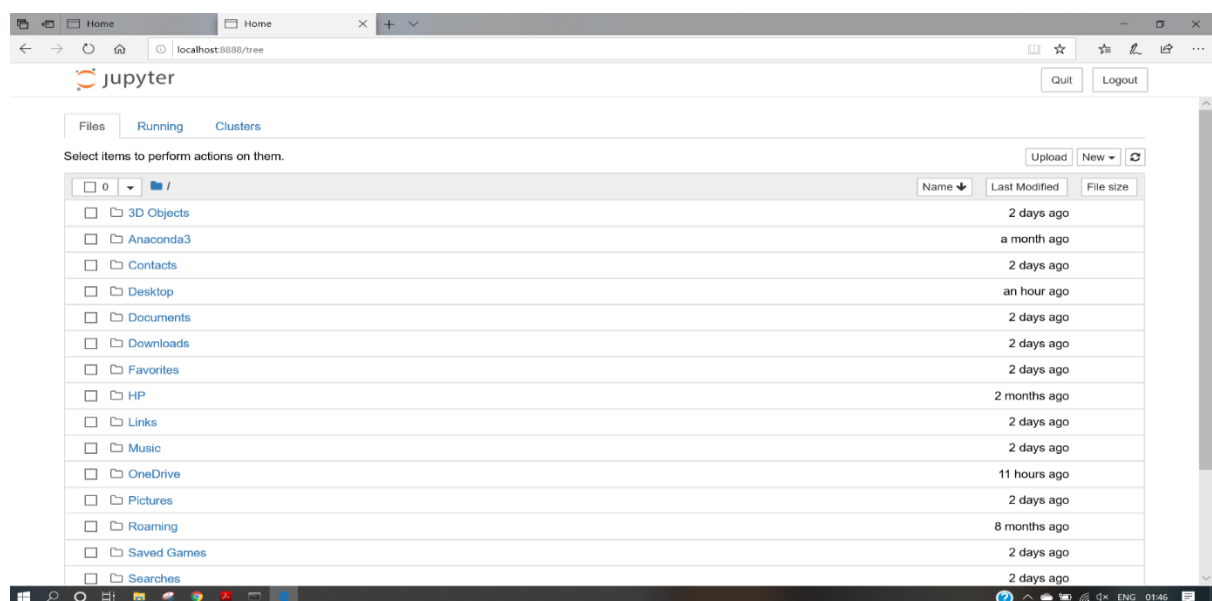 Home Home
localhost:8888/tree
jupyter Quit Logout
Files Running Clusters
Select items to perform actions on them. Upload New
0 / Name Last Modified File size
3D Objects 2 days ago
Anaconda3 a month ago
Contacts 2 days ago
Desktop an hour ago
Documents 2 days ago
Downloads 2 days ago
Favorites 2 days ago
HP 2 months ago
Links 2 days ago
Music 2 days ago
OneDrive 11 hours ago
Pictures 2 days ago
Roaming 8 months ago
Saved Games 2 days ago
Searches 2 days ago
ENG 01:46